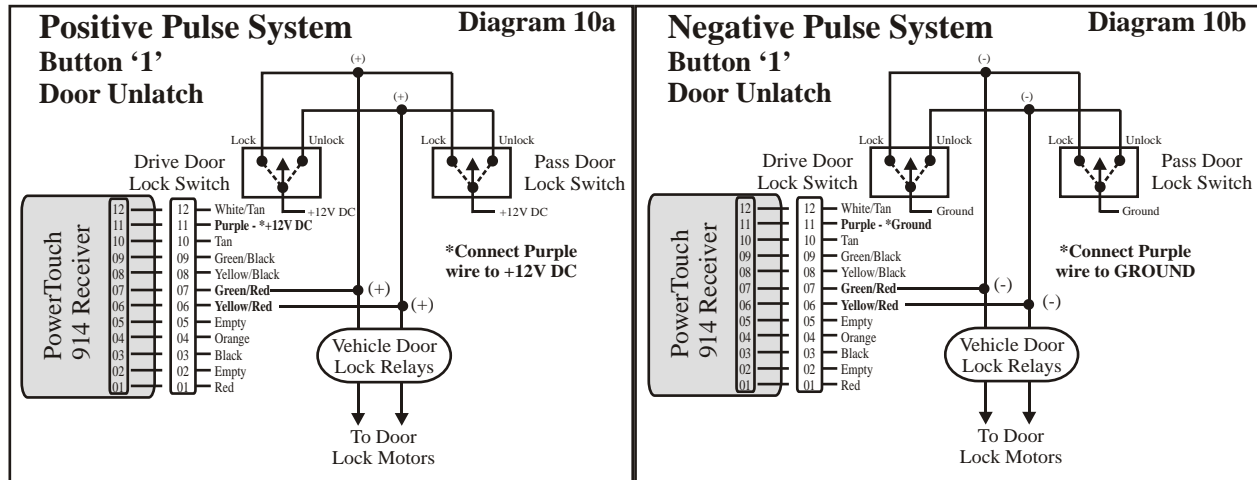 Positive Pulse System
Diagram 10a
Button ‘1’
Door Unlatch
(+)
(+)
Lock
Unlock
Lock
Unlock
Drive Door
Lock Switch
Pass Door
Lock Switch
+12V DC
+12V DC
PowerTouch
914 Receiver
12 12 White/Tan
11 11 Purple - *+12V DC
10 10 Tan
09 09 Green/Black
08 08 Yellow/Black
07 07 Green/Red (+)
06 06 Yellow/Red (+)
05 05 Empty
04 04 Orange
03 03 Black
02 02 Empty
01 01 Red
*Connect Purple
wire to +12V DC
Vehicle Door
Lock Relays
To Door
Lock Motors
Negative Pulse System
Diagram 10b
Button ‘1’
Door Unlatch
(-)
(-)
Lock
Unlock
Lock
Unlock
Drive Door
Lock Switch
Pass Door
Lock Switch
Ground
Ground
PowerTouch
914 Receiver
12 12 White/Tan
11 11 Purple - *Ground
10 10 Tan
09 09 Green/Black
08 08 Yellow/Black
07 07 Green/Red (-)
06 06 Yellow/Red (-)
05 05 Empty
04 04 Orange
03 03 Black
02 02 Empty
01 01 Red
*Connect Purple
wire to GROUND
Vehicle Door
Lock Relays
To Door
Lock Motors